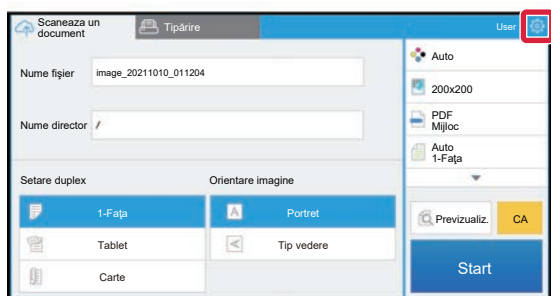 Scaneaza un
document
Tipărire
User
Nume fişier
image_20211010_011204
Nume director
/
Setare duplex
Orientare imagine
1-Faţa
Portret
Tablet
Tip vedere
Carte
Auto
200x200
PDF
Mijloc
Auto
1-Faţa
Previzualiz.
CA
Start